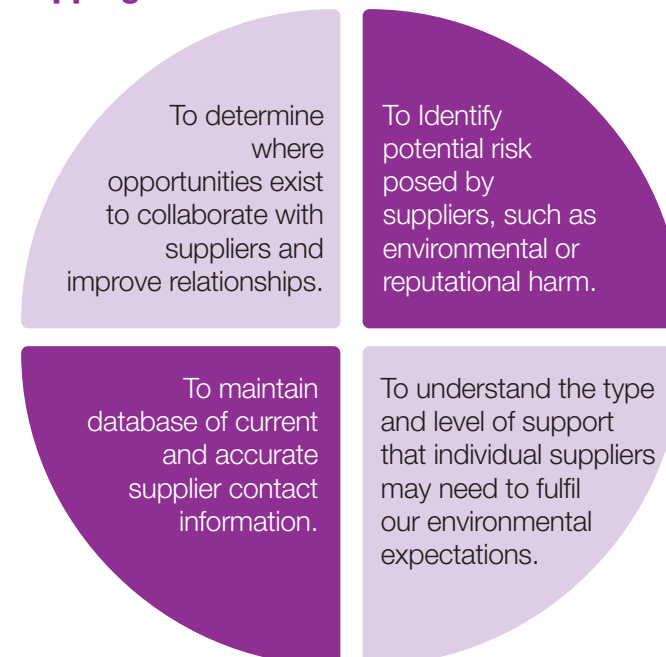 To determine
where
opportunities exist
to collaborate with
suppliers and
improve relationships.
To Identify
potential risk
posed by
suppliers, such as
environmental or
reputational harm.
To maintain
database of current
and accurate
supplier contact
information.
To understand the type
and level of support
that individual suppliers
may need to fulfil
our environmental
expectations.